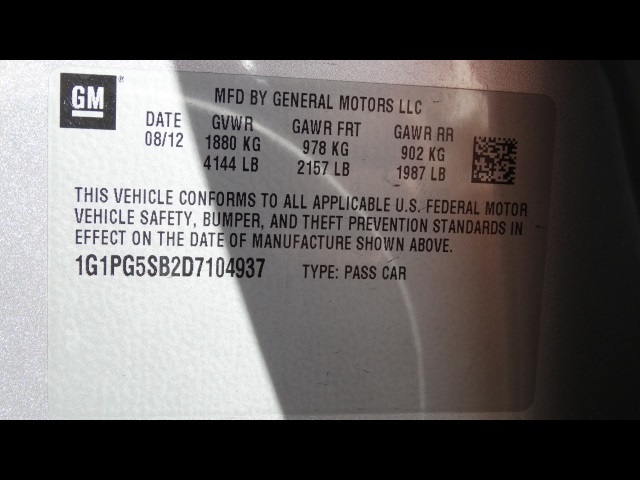 GM
MFD BY GENERAL MOTORS LLC
DATE GVWR GAWR FRT GAWR RR
08/12 1880 KG 978 KG 902 KG
4144 LB 2157 LB 1987 LB
THIS VEHICLE CONFORMS TO ALL APPLICABLE U.S. FEDERAL MOTOR
VEHICLE SAFETY, BUMPER, AND THEFT PREVENTION STANDARDS IN
EFFECT ON THE DATE OF MANUFACTURE SHOWN ABOVE.
1G1PG5SB2D7104937 TYPE: PASS CAR